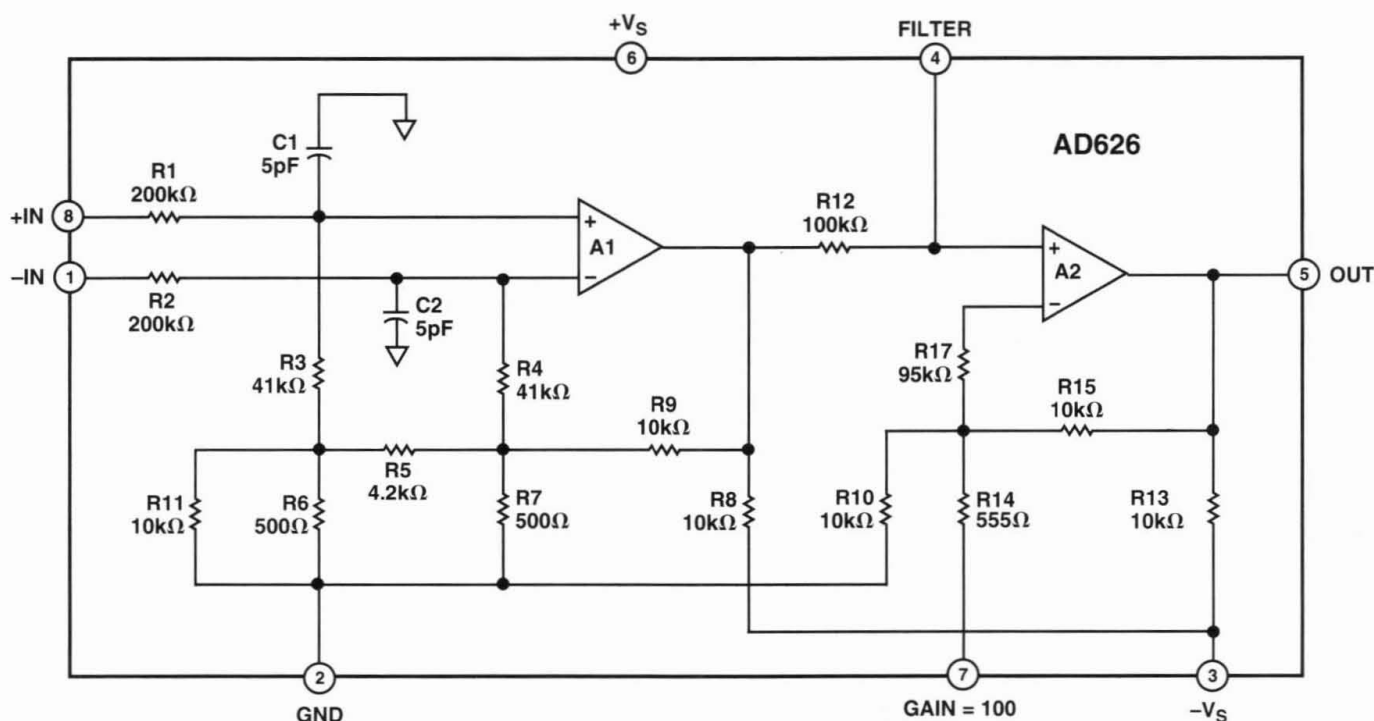 +VS
6
FILTER
4
AD626
C1
5pF
R1
200kΩ
+IN 8
R12
100kΩ
+
A1
−
+
A2
−
−IN 1
5 OUT
R2
200kΩ
C2
5pF
R17
95kΩ
R3
41kΩ
R4
41kΩ
R15
10kΩ
R9
10kΩ
R5
4.2kΩ
R11
10kΩ
R6
500Ω
R7
500Ω
R8
10kΩ
R10
10kΩ
R14
555Ω
R13
10kΩ
2
GND
7
GAIN = 100
3
−VS